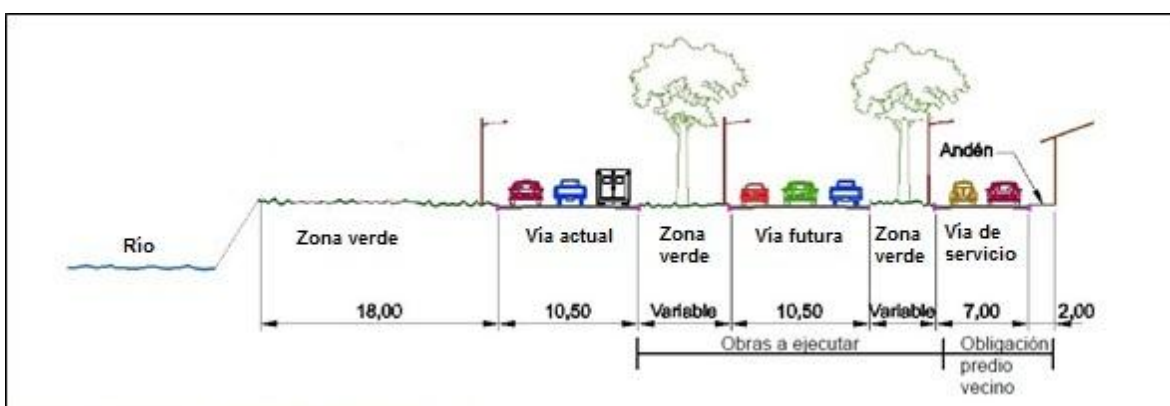 Andén
Río
Zona verde
Vía actual
Zona
verde
Vía futura
Zona
verde
Vía de
servicio
18,00
10,50
Variable
10,50
Variable
7,00
2,00
Obras a ejecutar
Obligación
predio
vecino